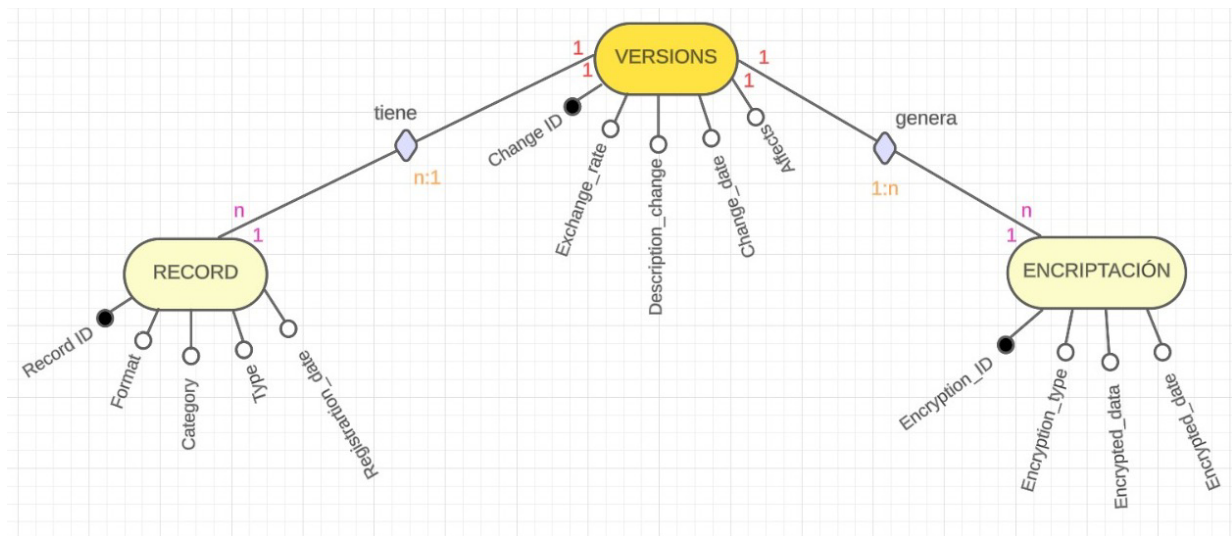 VERSIONS
1
1
1
1
tiene
n:1
genera
1:n
Change ID
Exchange_rate
Description_change
Change_date
Affects
n
1
RECORD
Record ID
Format
Category
Type
Registrarntion_date
n
1
ENCRIPTACIÓN
Encryption_ID
Encryption_type
Encrypted_data
Encrypted_date